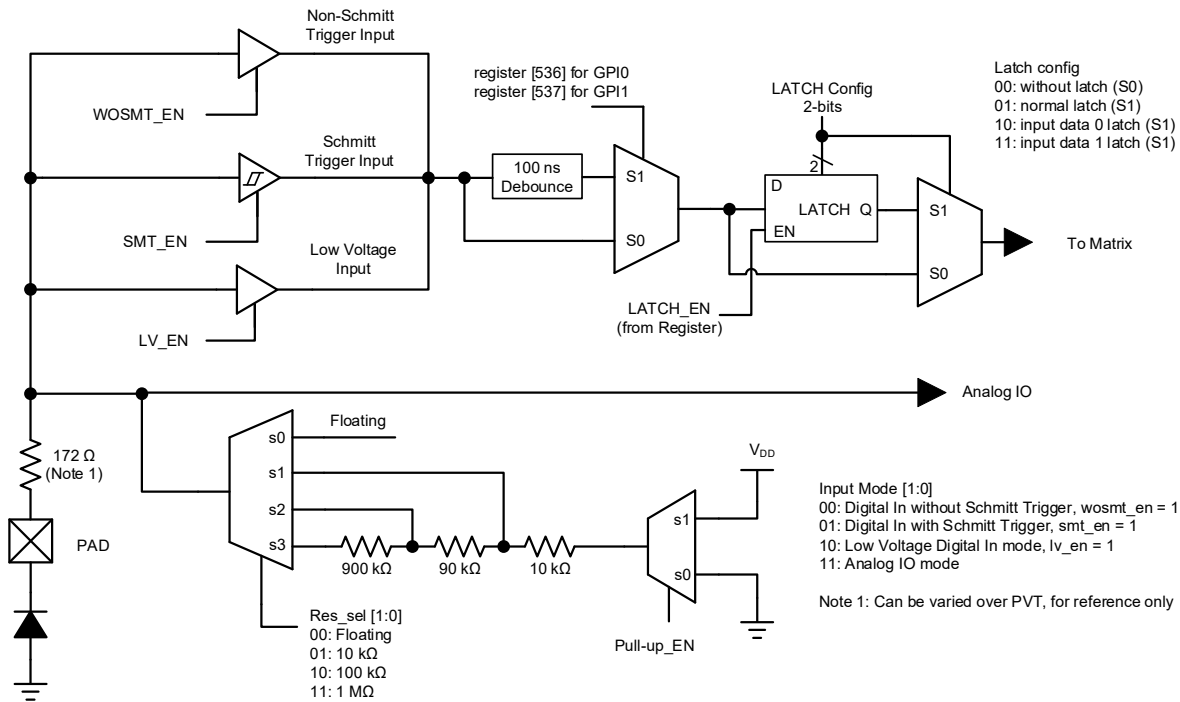 Non-Schmitt
Trigger Input
WOSMT_EN
Schmitt
Trigger Input
SMT_EN
Low Voltage
Input
LV_EN
register [536] for GPI0
register [537] for GPI1
100 ns
Debounce
S1
S0
LATCH Config
2-bits
2
D
LATCH Q
EN
LATCH_EN
(from Register)
S1
S0
Latch config
00: without latch (S0)
01: normal latch (S1)
10: input data 0 latch (S1)
11: input data 1 latch (S1)
To Matrix
Analog IO
172 Ω
(Note 1)
PAD
Floating
s0
s1
s2
s3
900 kΩ
90 kΩ
10 kΩ
Res_sel [1:0]
00: Floating
01: 10 kΩ
10: 100 kΩ
11: 1 MΩ
VDD
s1
s0
Pull-up_EN
Input Mode [1:0]
00: Digital In without Schmitt Trigger, wosmt_en = 1
01: Digital In with Schmitt Trigger, smt_en = 1
10: Low Voltage Digital In mode, lv_en = 1
11: Analog IO mode
Note 1: Can be varied over PVT, for reference only